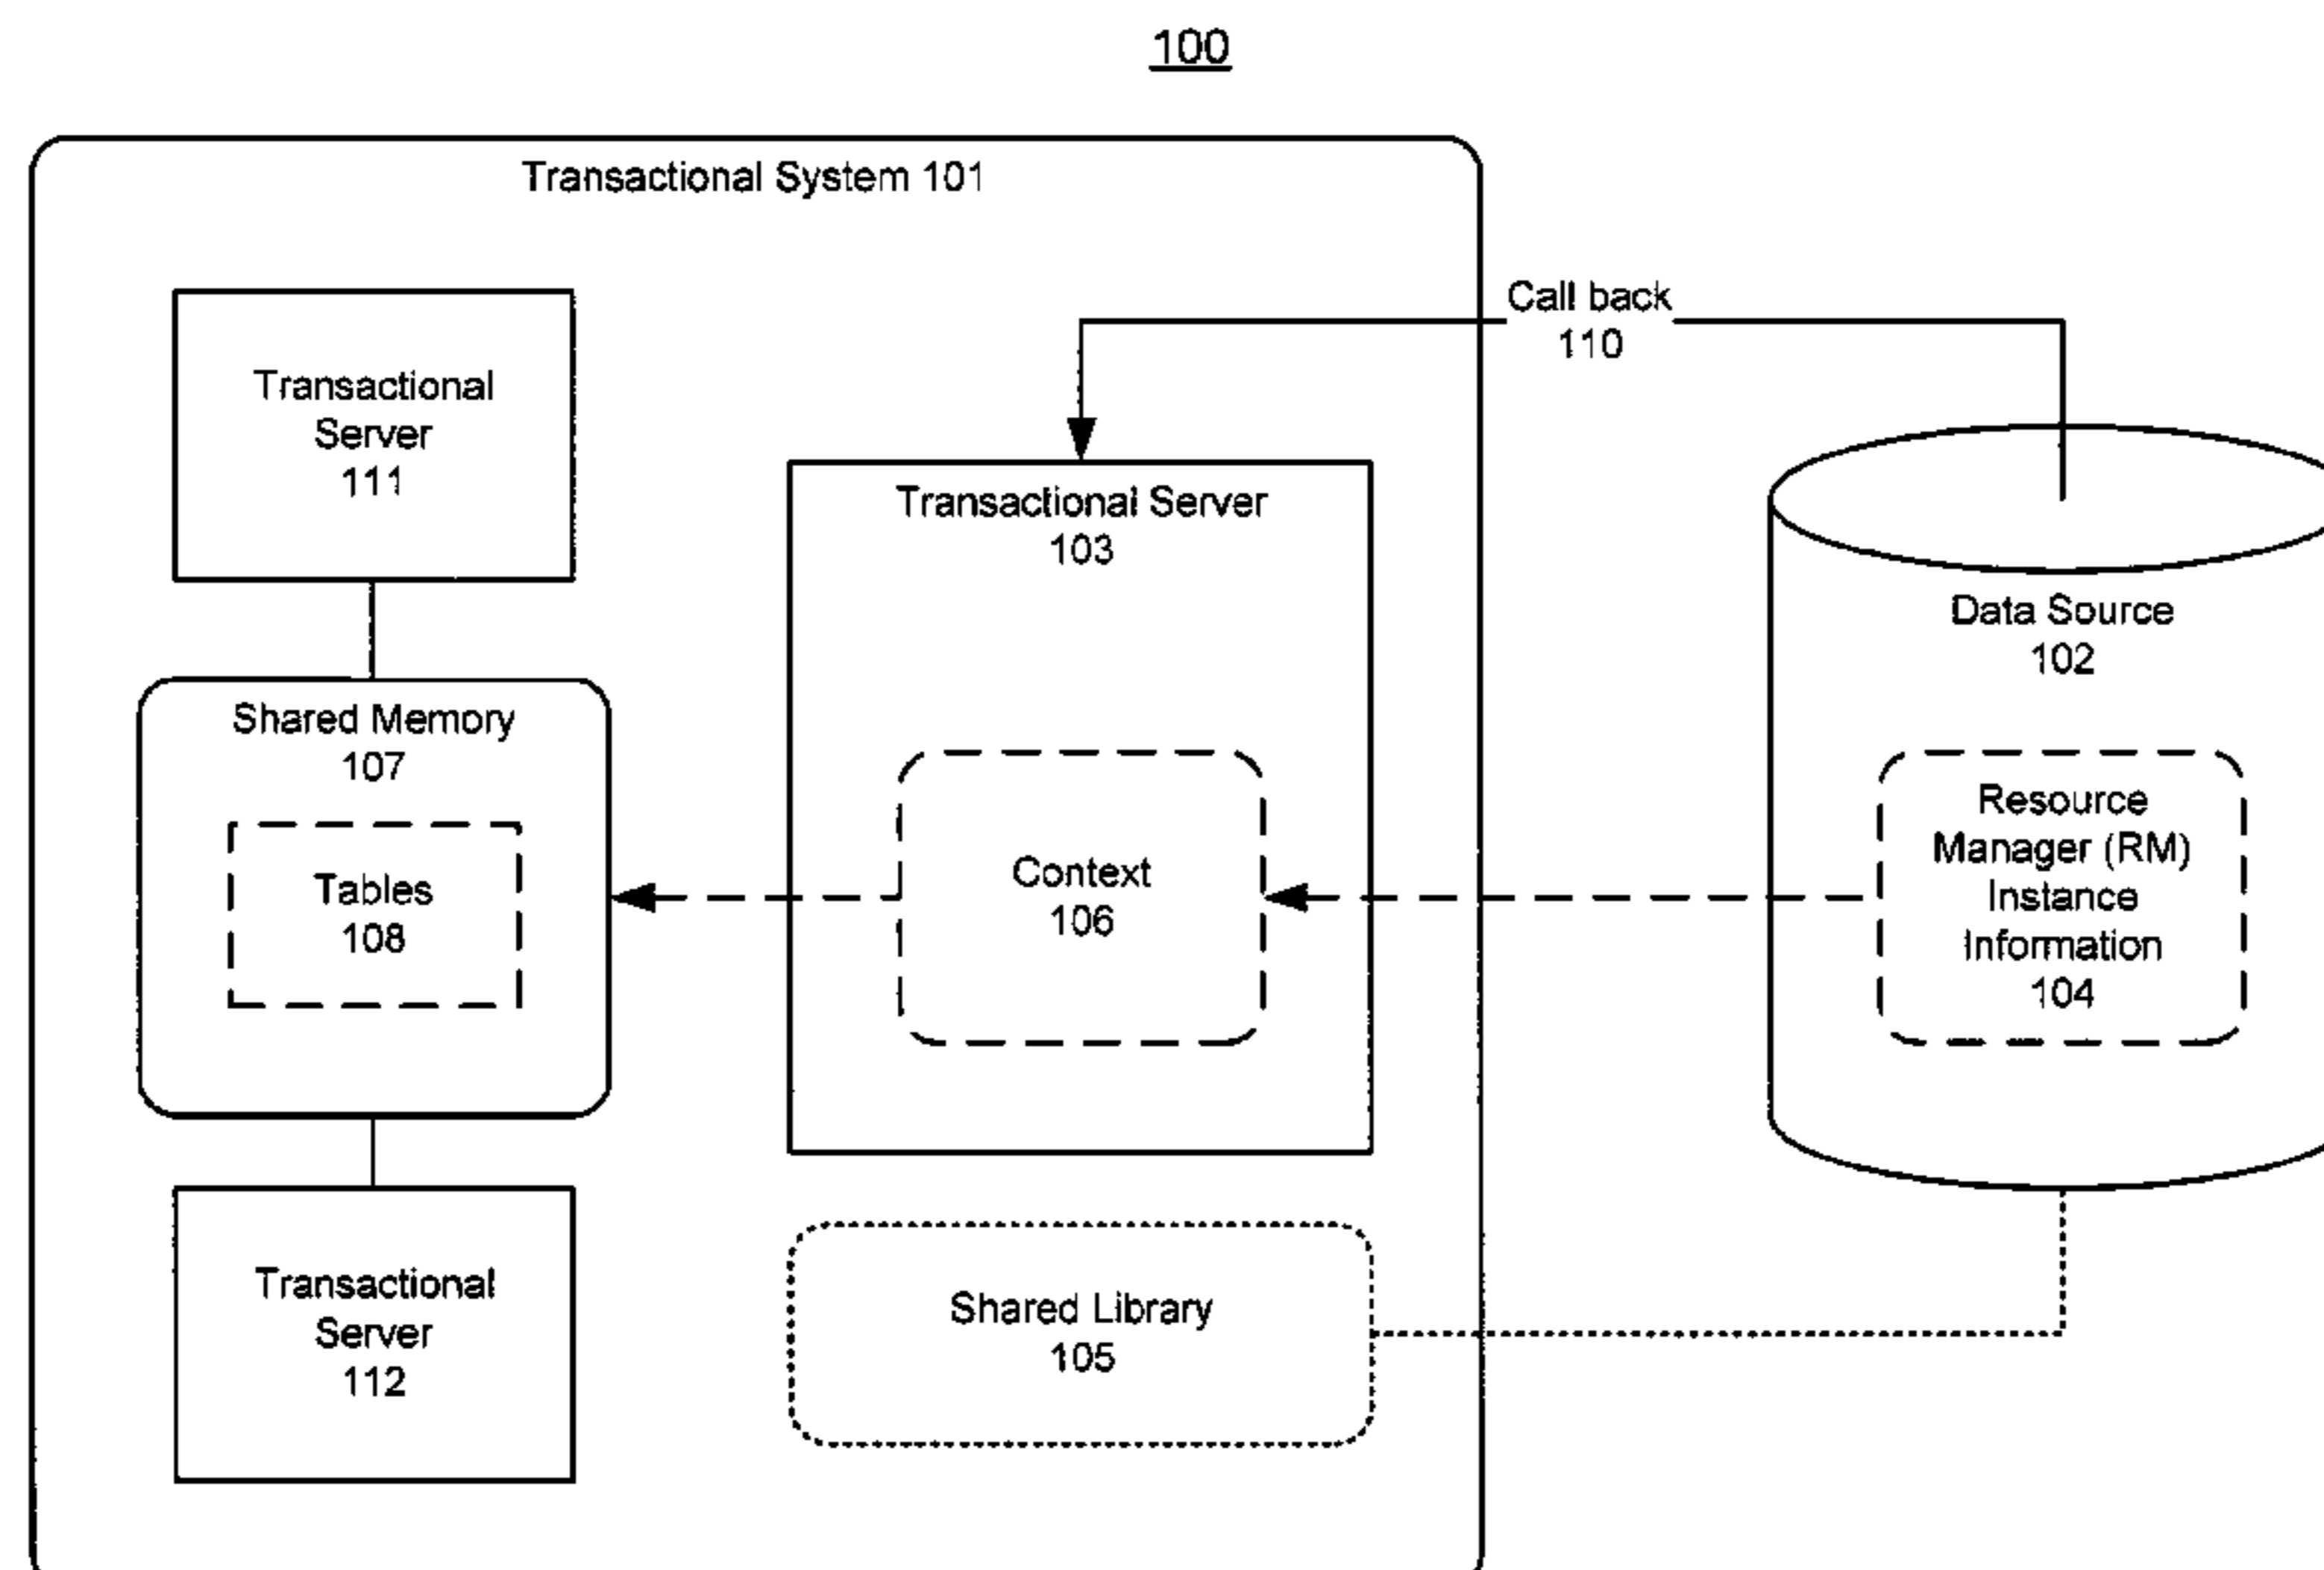 100
Transactional System 101
Call back
110
Transactional
Server
111
Transactional Server
103
Data Source
102
Shared Memory
107
Tables
108
Context
106
Resource
Manager (RM)
Instance
Information
104
Transactional
Server
112
Shared Library
105